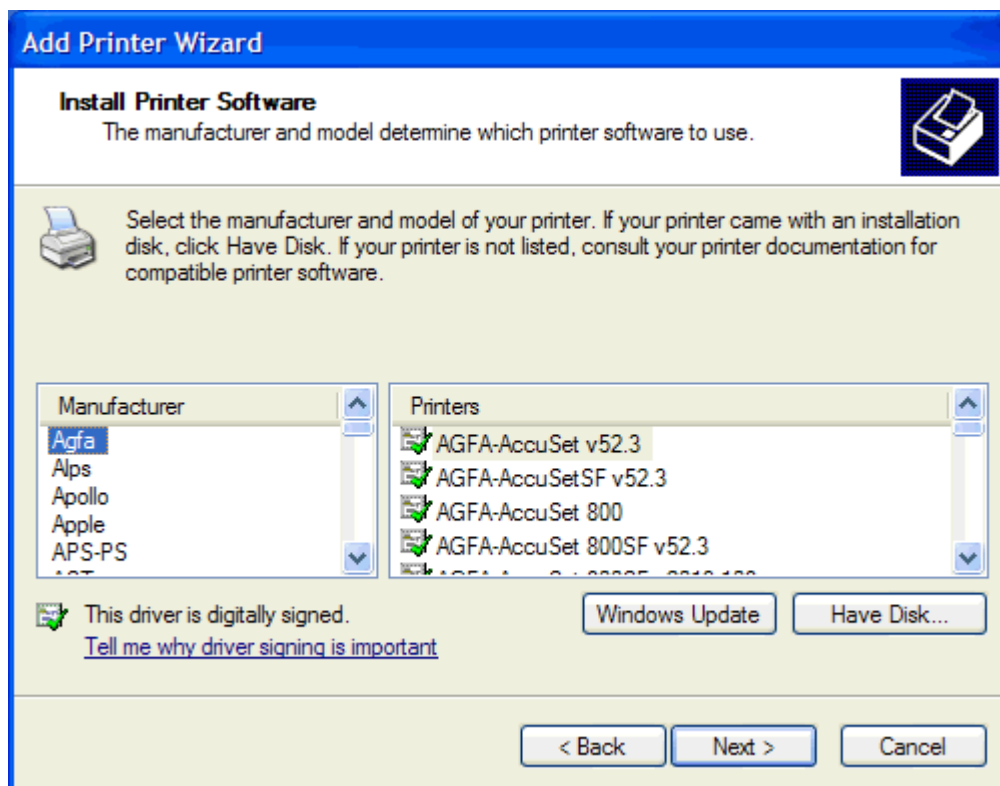 Add Printer Wizard
Install Printer Software
The manufacturer and model determine which printer software to use.
Select the manufacturer and model of your printer. If your printer came with an installation
disk, click Have Disk. If your printer is not listed, consult your printer documentation for
compatible printer software.
Manufacturer
Agfa
Alps
Apollo
Apple
APS-PS
Printers
AGFA-AccuSet v52.3
AGFA-AccuSetSF v52.3
AGFA-AccuSet 800
AGFA-AccuSet 800SF v52.3
This driver is digitally signed.
Tell me why driver signing is important
Windows Update
Have Disk...
< Back
Next >
Cancel